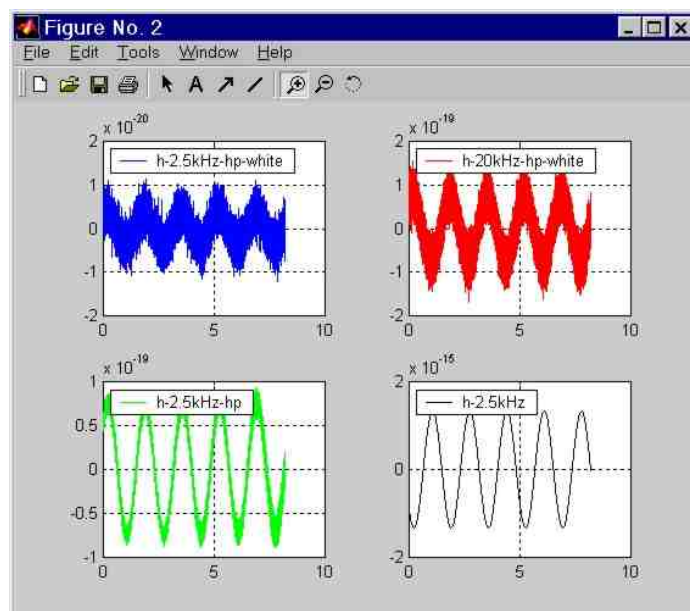 Figure No. 2
File Edit Tools Window Help
x 10^-20
2
1
0
-1
-2
0 5 10
h-2.5kHz-hp-white
x 10^-19
2
1
0
-1
-2
0 5 10
h-20kHz-hp-white
x 10^-19
1
0.5
0
-0.5
-1
0 5 10
h-2.5kHz-hp
x 10^-15
2
0
-2
0 5 10
h-2.5kHz